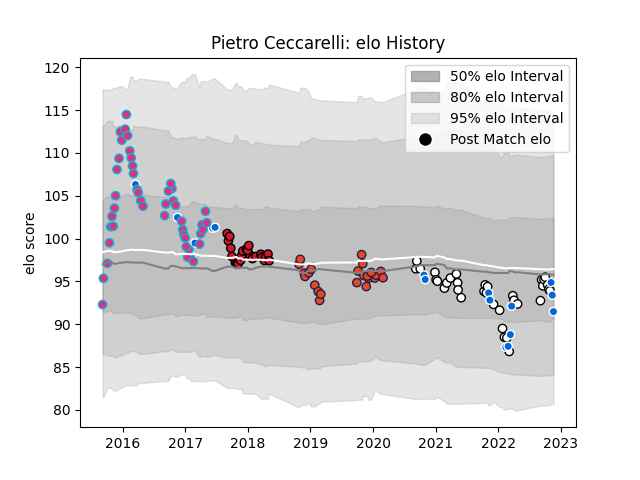 Pietro Ceccarelli: elo History
elo score
120
115
110
105
100
95
90
85
80
50% elo Interval
80% elo Interval
95% elo Interval
Post Match elo
2016
2017
2018
2019
2020
2021
2022
2023